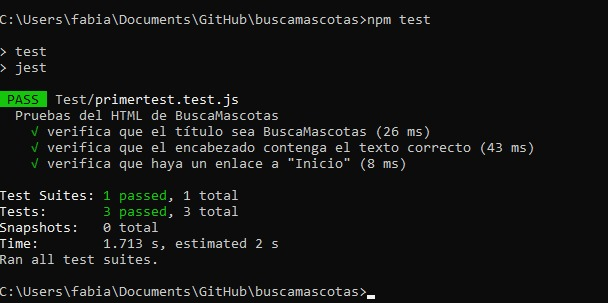 C:\Users\fabia\Documents\GitHub\buscamascotas>npm test
> test
> jest
PASS Test/primertest.test.js
Pruebas del HTML de BuscaMascotas
√ verifica que el título sea BuscaMascotas (26 ms)
√ verifica que el encabezado contenga el texto correcto (43 ms)
√ verifica que haya un enlace a "Inicio" (8 ms)
Test Suites: 1 passed, 1 total
Tests: 3 passed, 3 total
Snapshots: 0 total
Time: 1.713 s, estimated 2 s
Ran all test suites.
C:\Users\fabia\Documents\GitHub\buscamascotas>